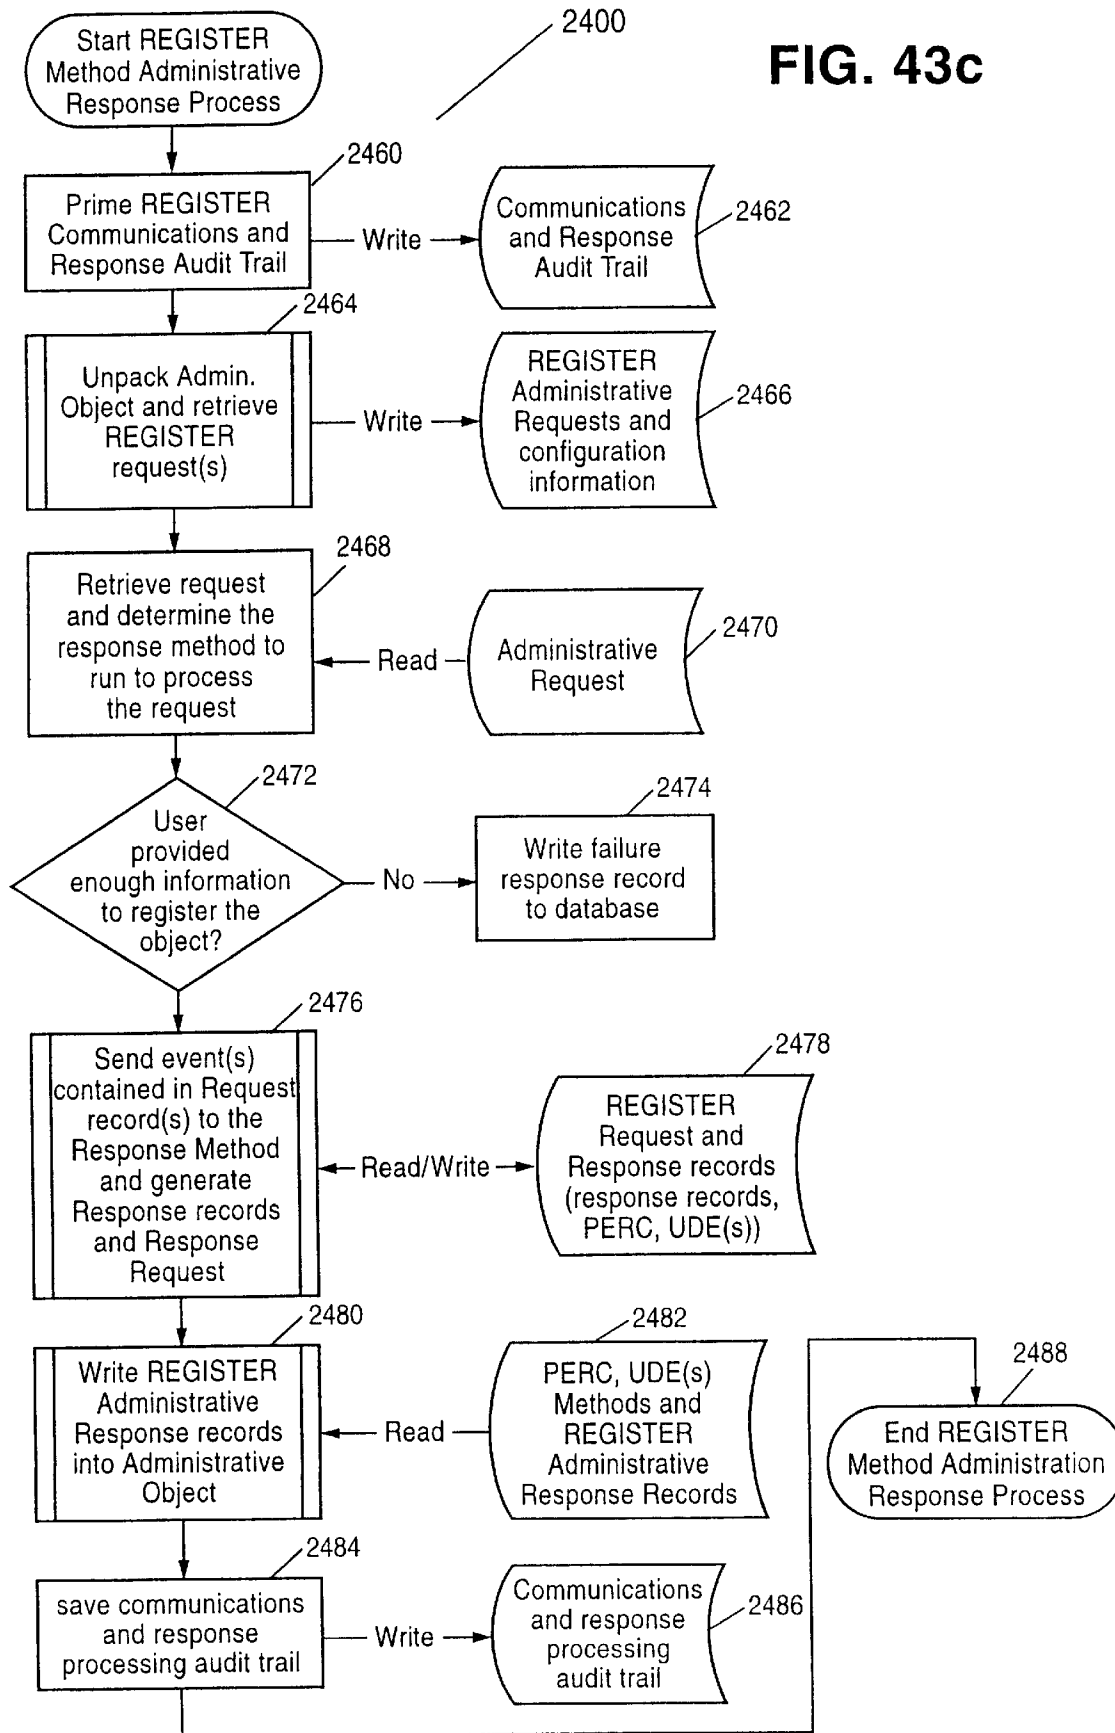 2400
FIG. 43c
Start REGISTER
Method Administrative
Response Process
2460
Prime REGISTER
Communications and
Response Audit Trail
Write
Communications
and Response
Audit Trail
2462
2464
Unpack Admin.
Object and retrieve
REGISTER
request(s)
Write
REGISTER
Administrative
Requests and
configuration
information
2466
2468
Retrieve request
and determine the
response method to
run to process
the request
Read
Administrative
Request
2470
2472
User
provided
enough information
to register the
object?
No
2474
Write failure
response record
to database
2476
Send event(s)
contained in Request
record(s) to the
Response Method
and generate
Response records
and Response
Request
Read/Write
2478
REGISTER
Request and
Response records
(response records,
PERC, UDE(s))
2480
Write REGISTER
Administrative
Response records
into Administrative
Object
Read
2482
PERC, UDE(s)
Methods and
REGISTER
Administrative
Response Records
2484
save communications
and response
processing audit trail
Write
Communications
and response
processing
audit trail
2486
2488
End REGISTER
Method Administration
Response Process